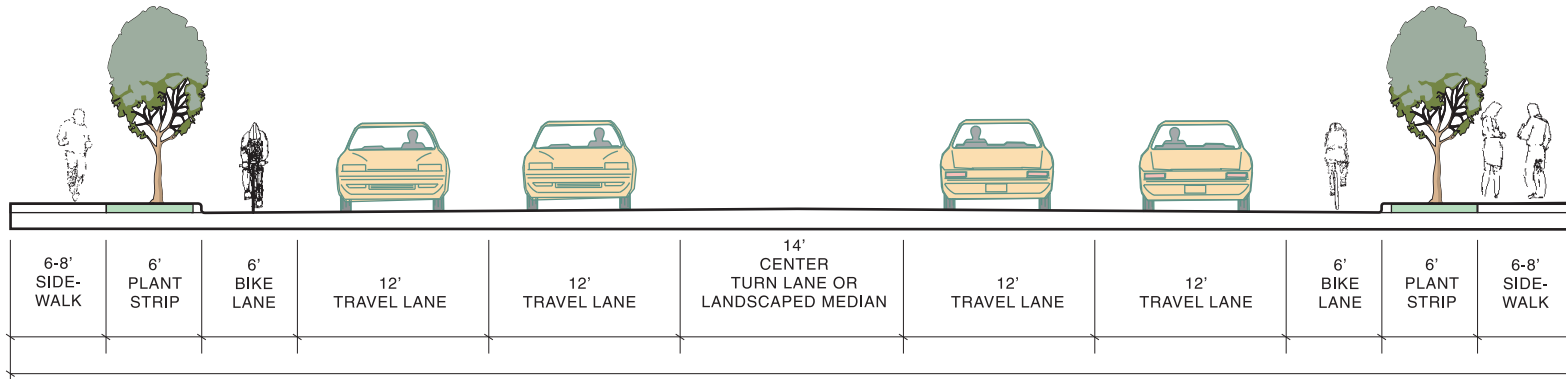 6-8'
SIDE-
WALK
6'
PLANT
STRIP
6'
BIKE
LANE
12'
TRAVEL LANE
12'
TRAVEL LANE
14'
CENTER
TURN LANE OR
LANDSCAPED MEDIAN
12'
TRAVEL LANE
12'
TRAVEL LANE
6'
BIKE
LANE
6'
PLANT
STRIP
6-8'
SIDE-
WALK